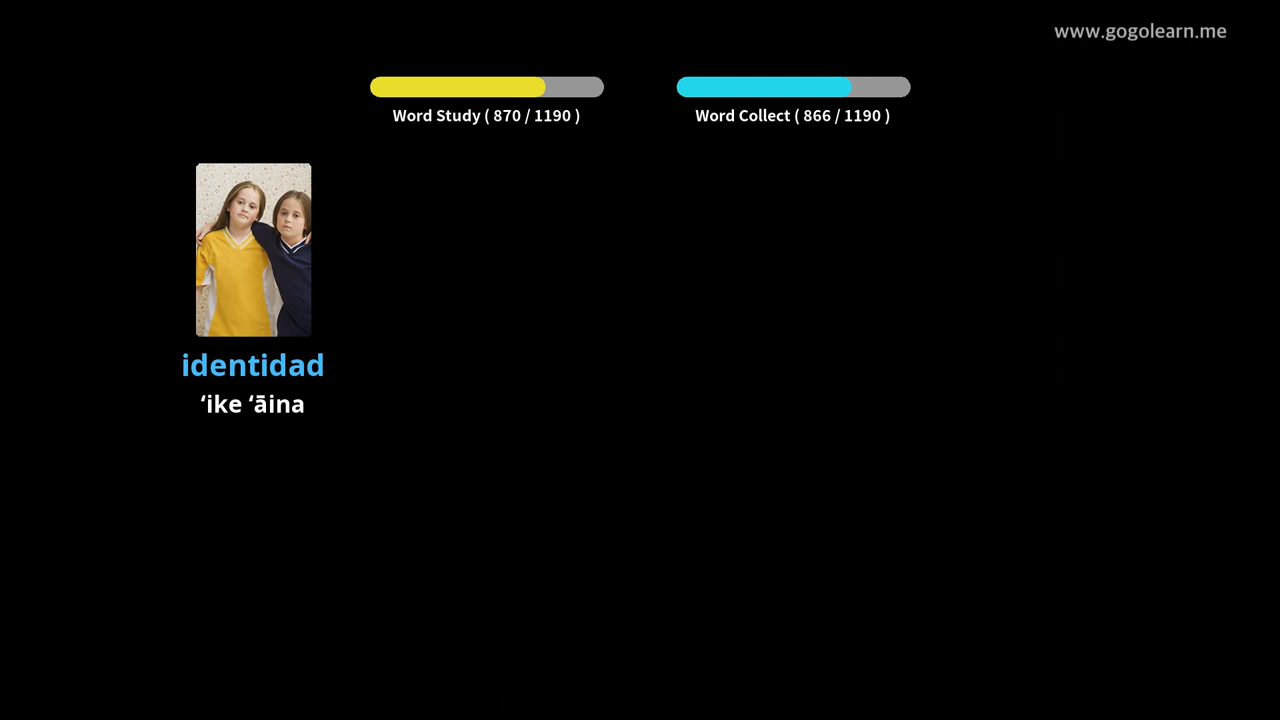 www.gogolearn.me
Word Study ( 870 / 1190 )
Word Collect ( 866 / 1190 )
identidad
ʻike ʻāina